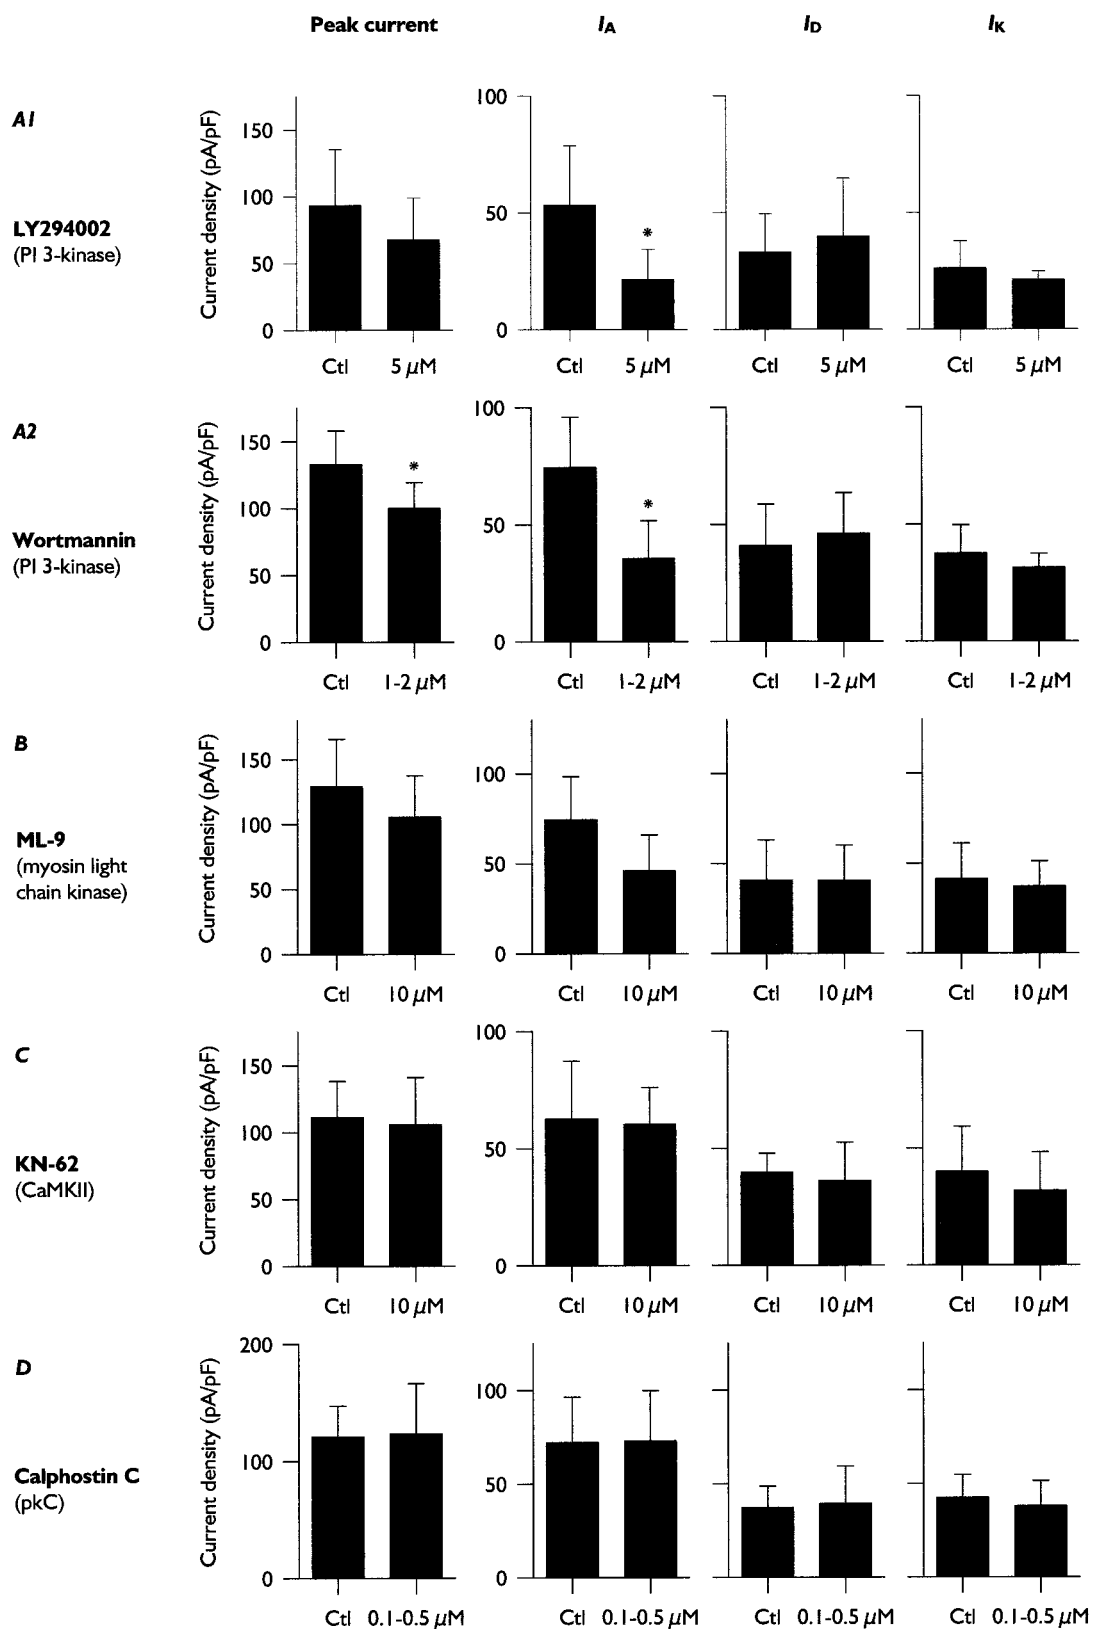 Peak current I_A I_D I_K
A1
LY294002
(PI 3-kinase)
Current density (pA/pF)
150
100
50
0
100
50
0
Ctl 5 µM Ctl 5 µM Ctl 5 µM Ctl 5 µM
*
A2
Wortmannin
(PI 3-kinase)
Current density (pA/pF)
150
100
50
0
*
100
50
0
*
Ctl 1-2 µM Ctl 1-2 µM Ctl 1-2 µM Ctl 1-2 µM
B
ML-9
(myosin light
chain kinase)
Current density (pA/pF)
150
100
50
0
100
50
0
Ctl 10 µM Ctl 10 µM Ctl 10 µM Ctl 10 µM
C
KN-62
(CaMKII)
Current density (pA/pF)
150
100
50
0
100
50
0
Ctl 10 µM Ctl 10 µM Ctl 10 µM Ctl 10 µM
D
Calphostin C
(pkC)
Current density (pA/pF)
200
100
0
100
50
0
Ctl 0.1-0.5 µM Ctl 0.1-0.5 µM Ctl 0.1-0.5 µM Ctl 0.1-0.5 µM